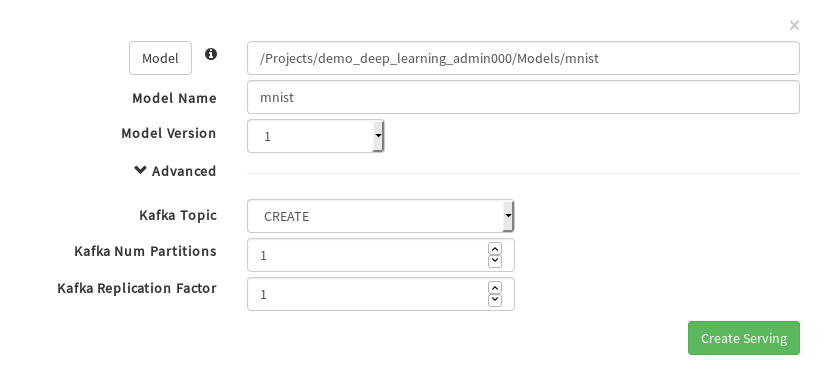 ×
Model /Projects/demo_deep_learning_admin000/Models/mnist
Model Name mnist
Model Version 1
Advanced
Kafka Topic CREATE
Kafka Num Partitions 1
Kafka Replication Factor 1
Create Serving